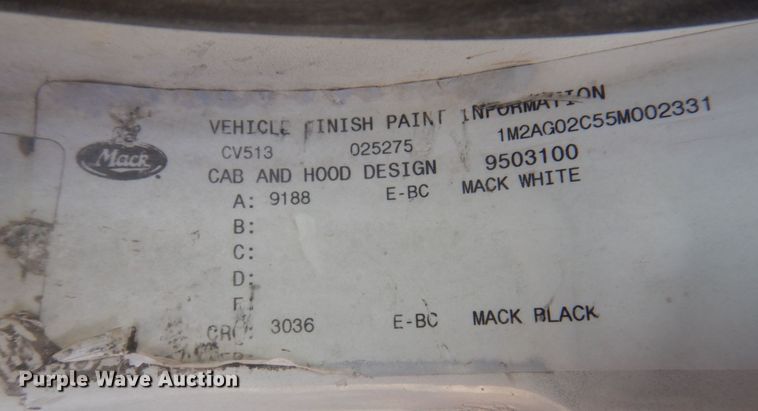 VEHICLE FINISH PAINT INFORMATION
CV513 025275 1M2AG02C55M002331
Mack
CAB AND HOOD DESIGN 9503100
A: 9188 E-BC MACK WHITE
B:
C:
D:
E:
3036 E-BC MACK BLACK
Purple Wave Auction